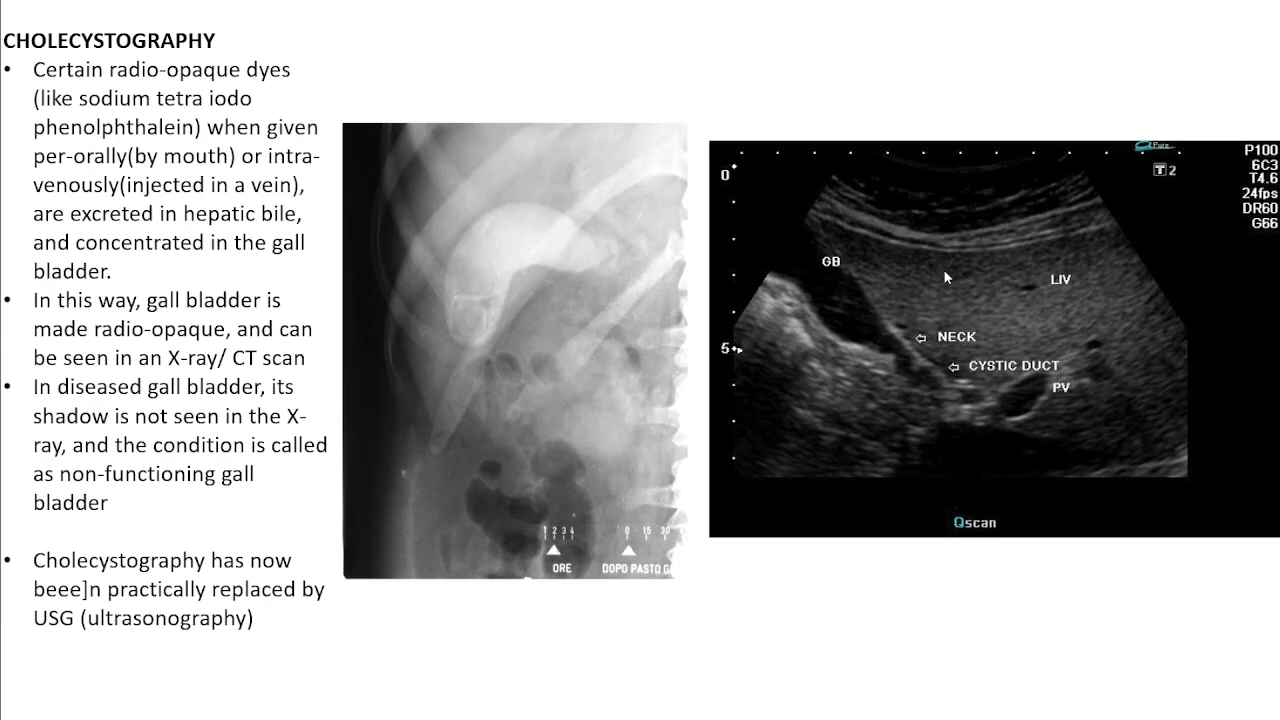 CHOLECYSTOGRAPHY
• Certain radio-opaque dyes
(like sodium tetra iodo
phenolphthalein) when given
per-orally(by mouth) or intra-
venously(injected in a vein),
are excreted in hepatic bile,
and concentrated in the gall
bladder.
• In this way, gall bladder is
made radio-opaque, and can
be seen in an X-ray/ CT scan
• In diseased gall bladder, its
shadow is not seen in the X-
ray, and the condition is called
as non-functioning gall
bladder
• Cholecystography has now
beee]n practically replaced by
USG (ultrasonography)
1 2 3 4
0 15 30
ORE
DOPO PASTO G
Pure
P100
6C3
T4.6
24fps
DR60
G66
T 2
0
GB
LIV
NECK
5
CYSTIC DUCT
PV
Qscan